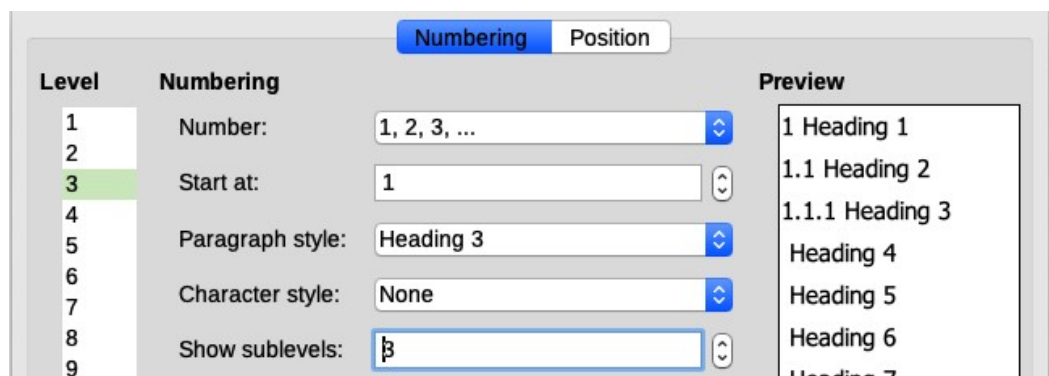 Numbering Position
Level Numbering Preview
1
2
3
4
5
6
7
8
9
Number: 1, 2, 3, ...
Start at: 1
Paragraph style: Heading 3
Character style: None
Show sublevels: 3
1 Heading 1
1.1 Heading 2
1.1.1 Heading 3
Heading 4
Heading 5
Heading 6
Heading 7